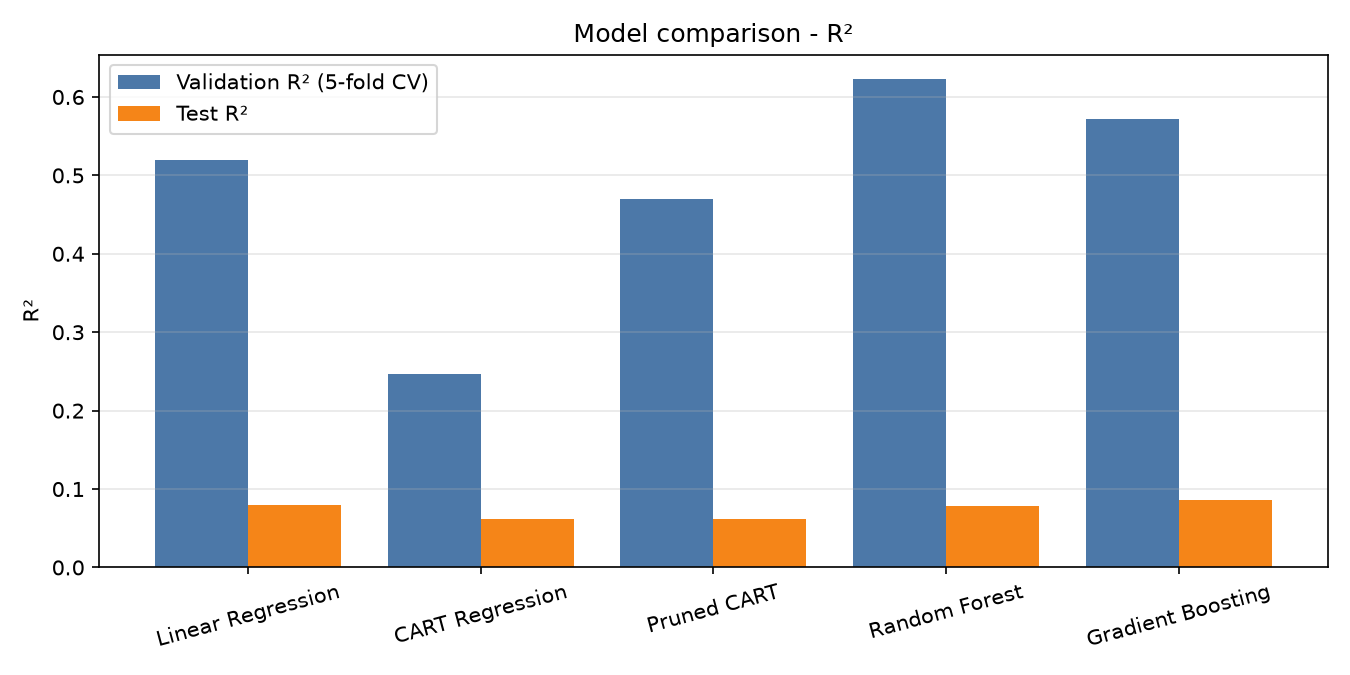 Model comparison - R²
Validation R² (5-fold CV)
Test R²
R²
0.6
0.5
0.4
0.3
0.2
0.1
0.0
Linear Regression
CART Regression
Pruned CART
Random Forest
Gradient Boosting